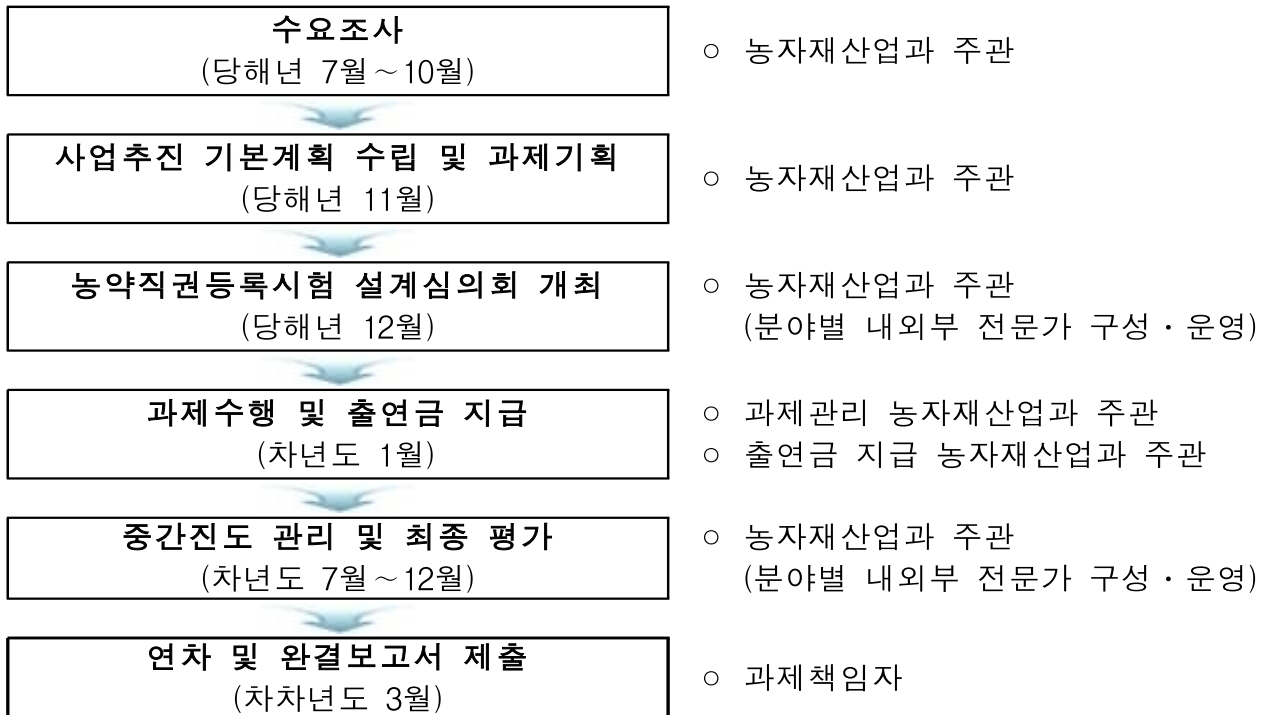 수요조사
(당해년 7월~10월)
○ 농자재산업과 주관
사업추진 기본계획 수립 및 과제기획
(당해년 11월)
○ 농자재산업과 주관
농약직권등록시험 설계심의회 개최
(당해년 12월)
○ 농자재산업과 주관
(분야별 내외부 전문가 구성·운영)
과제수행 및 출연금 지급
(차년도 1월)
○ 과제관리 농자재산업과 주관
○ 출연금 지급 농자재산업과 주관
중간진도 관리 및 최종 평가
(차년도 7월~12월)
○ 농자재산업과 주관
(분야별 내외부 전문가 구성·운영)
연차 및 완결보고서 제출
(차차년도 3월)
○ 과제책임자